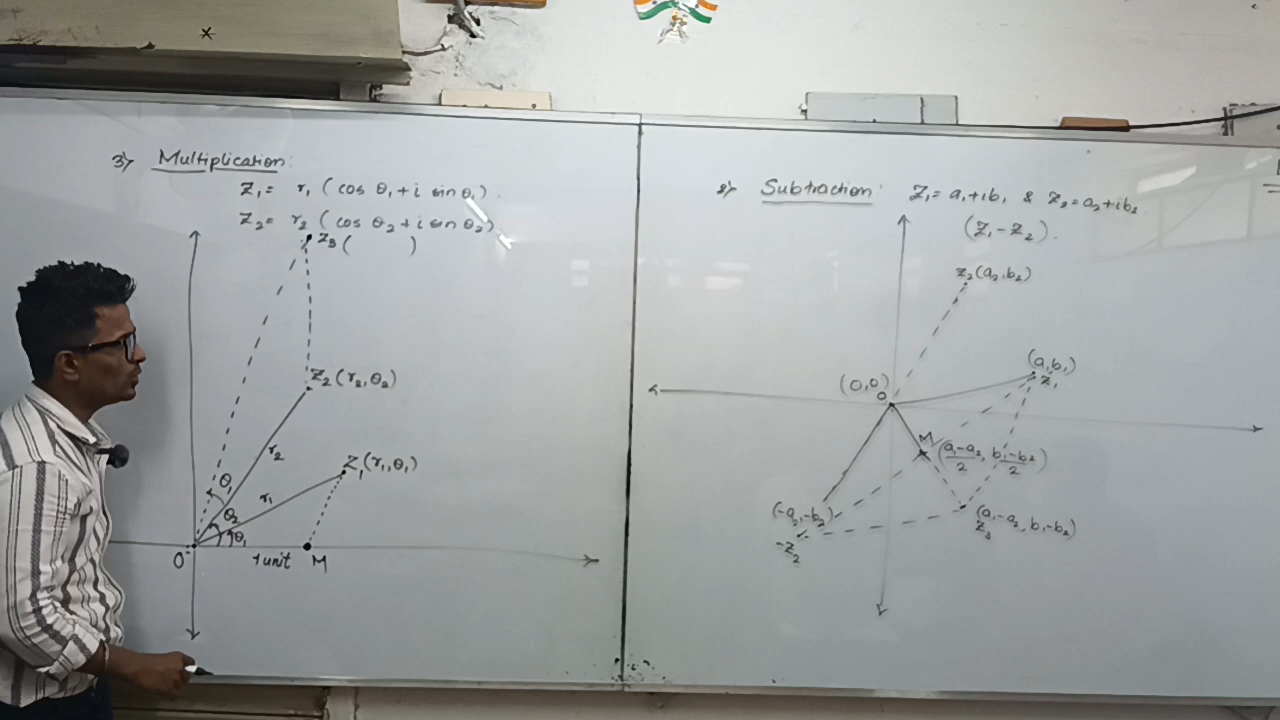 3) Multiplication:
Z₁ = r₁ ( cos θ₁ + i sin θ₁ ).
Z₂ = r₂ ( cos θ₂ + i sin θ₂ )
Z₃ (      )
Z₂ (r₂, θ₂)
Z₁ (r₁, θ₁)
r₂
θ₁
r₁
θ₂
θ₁
O
1 unit
M
2) Subtraction: Z₁ = a₁ + ib₁ & Z₂ = a₂ + ib₂
(Z₁ - Z₂).
Z₂ (a₂, b₂)
(a₁, b₁)
Z₁
(0,0)
O
M (a₁-a₂/2, b₁-b₂/2)
(-a₂, -b₂)
-Z₂
(a₁-a₂, b₁-b₂)
Z₃